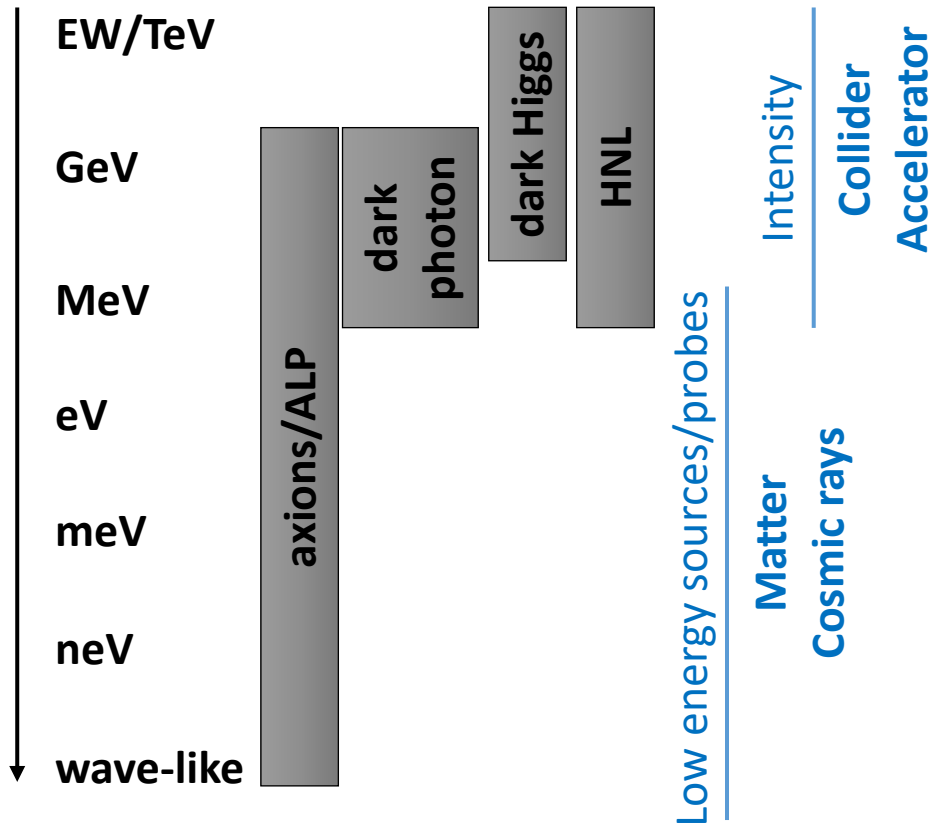 EW/TeV
GeV
MeV
eV
meV
neV
wave-like
axions/ALP
dark
photon
dark Higgs
HNL
Low energy sources/probes
Matter
Cosmic rays
Intensity
Collider
Accelerator